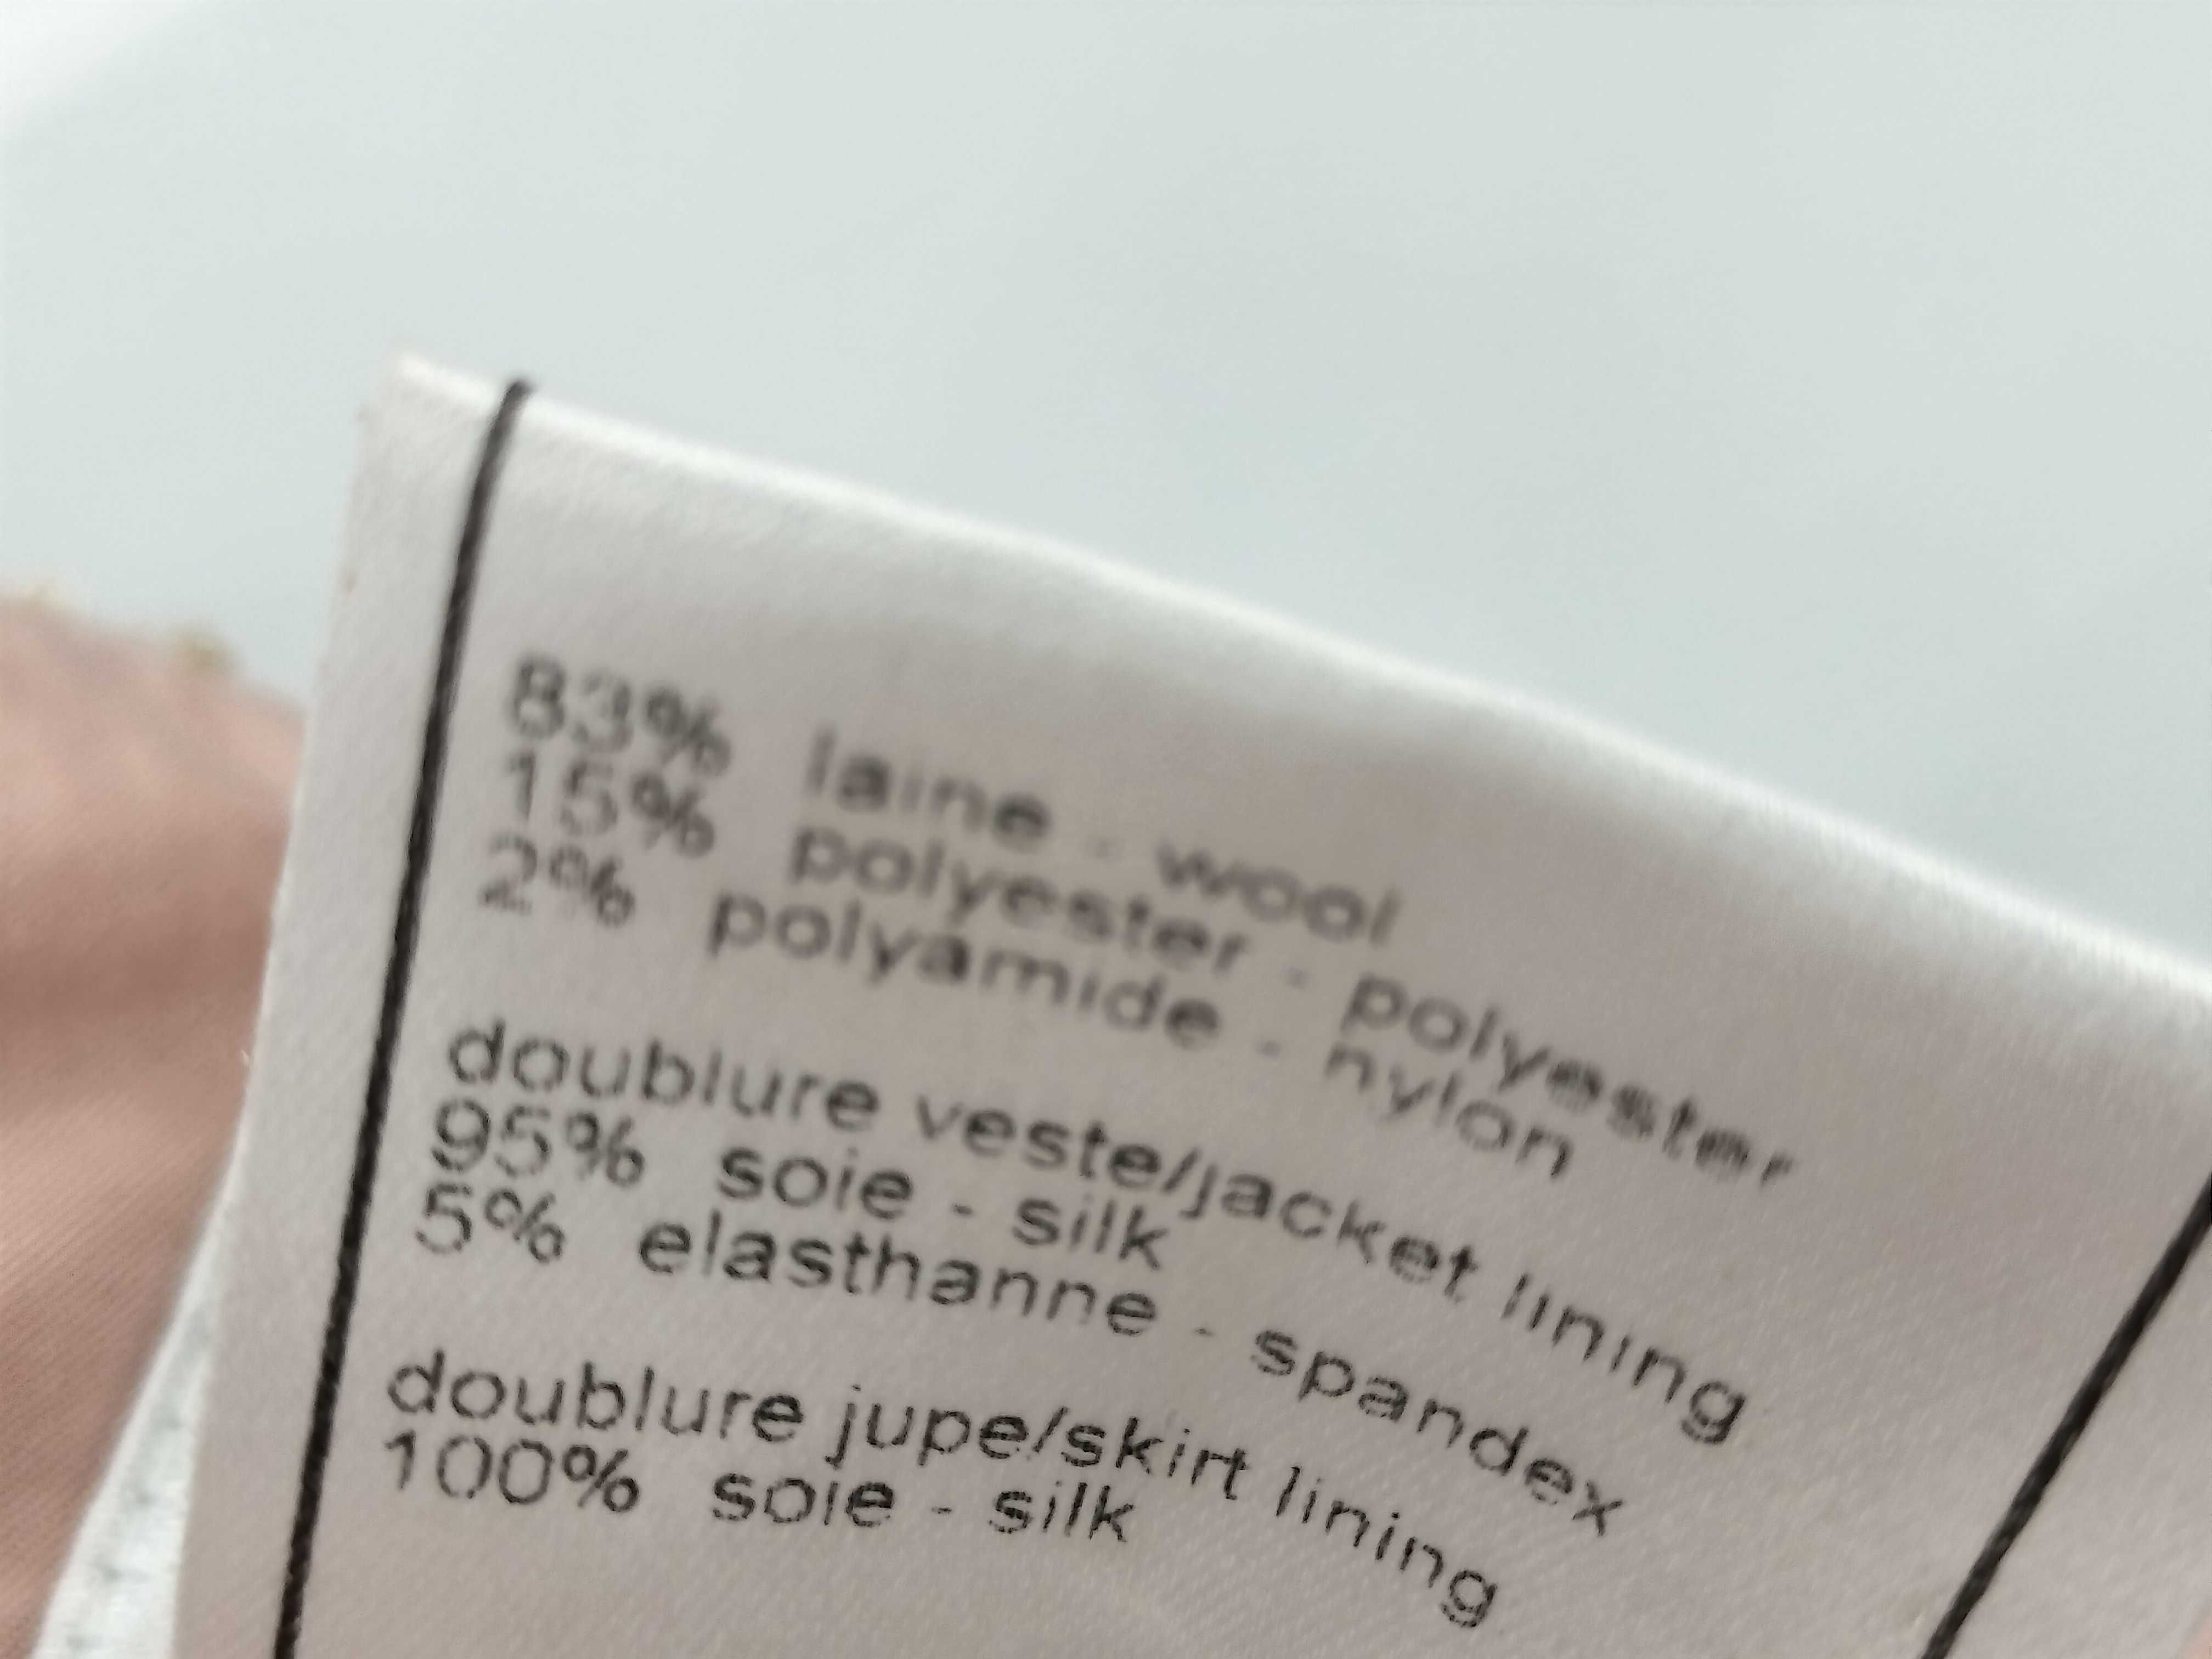 83% laine - wool
15% polyester - polyester
2% polyamide - nylon
doublure veste/jacket lining
95% soie - silk
5% elasthanne - spandex
doublure jupe/skirt lining
100% soie - silk